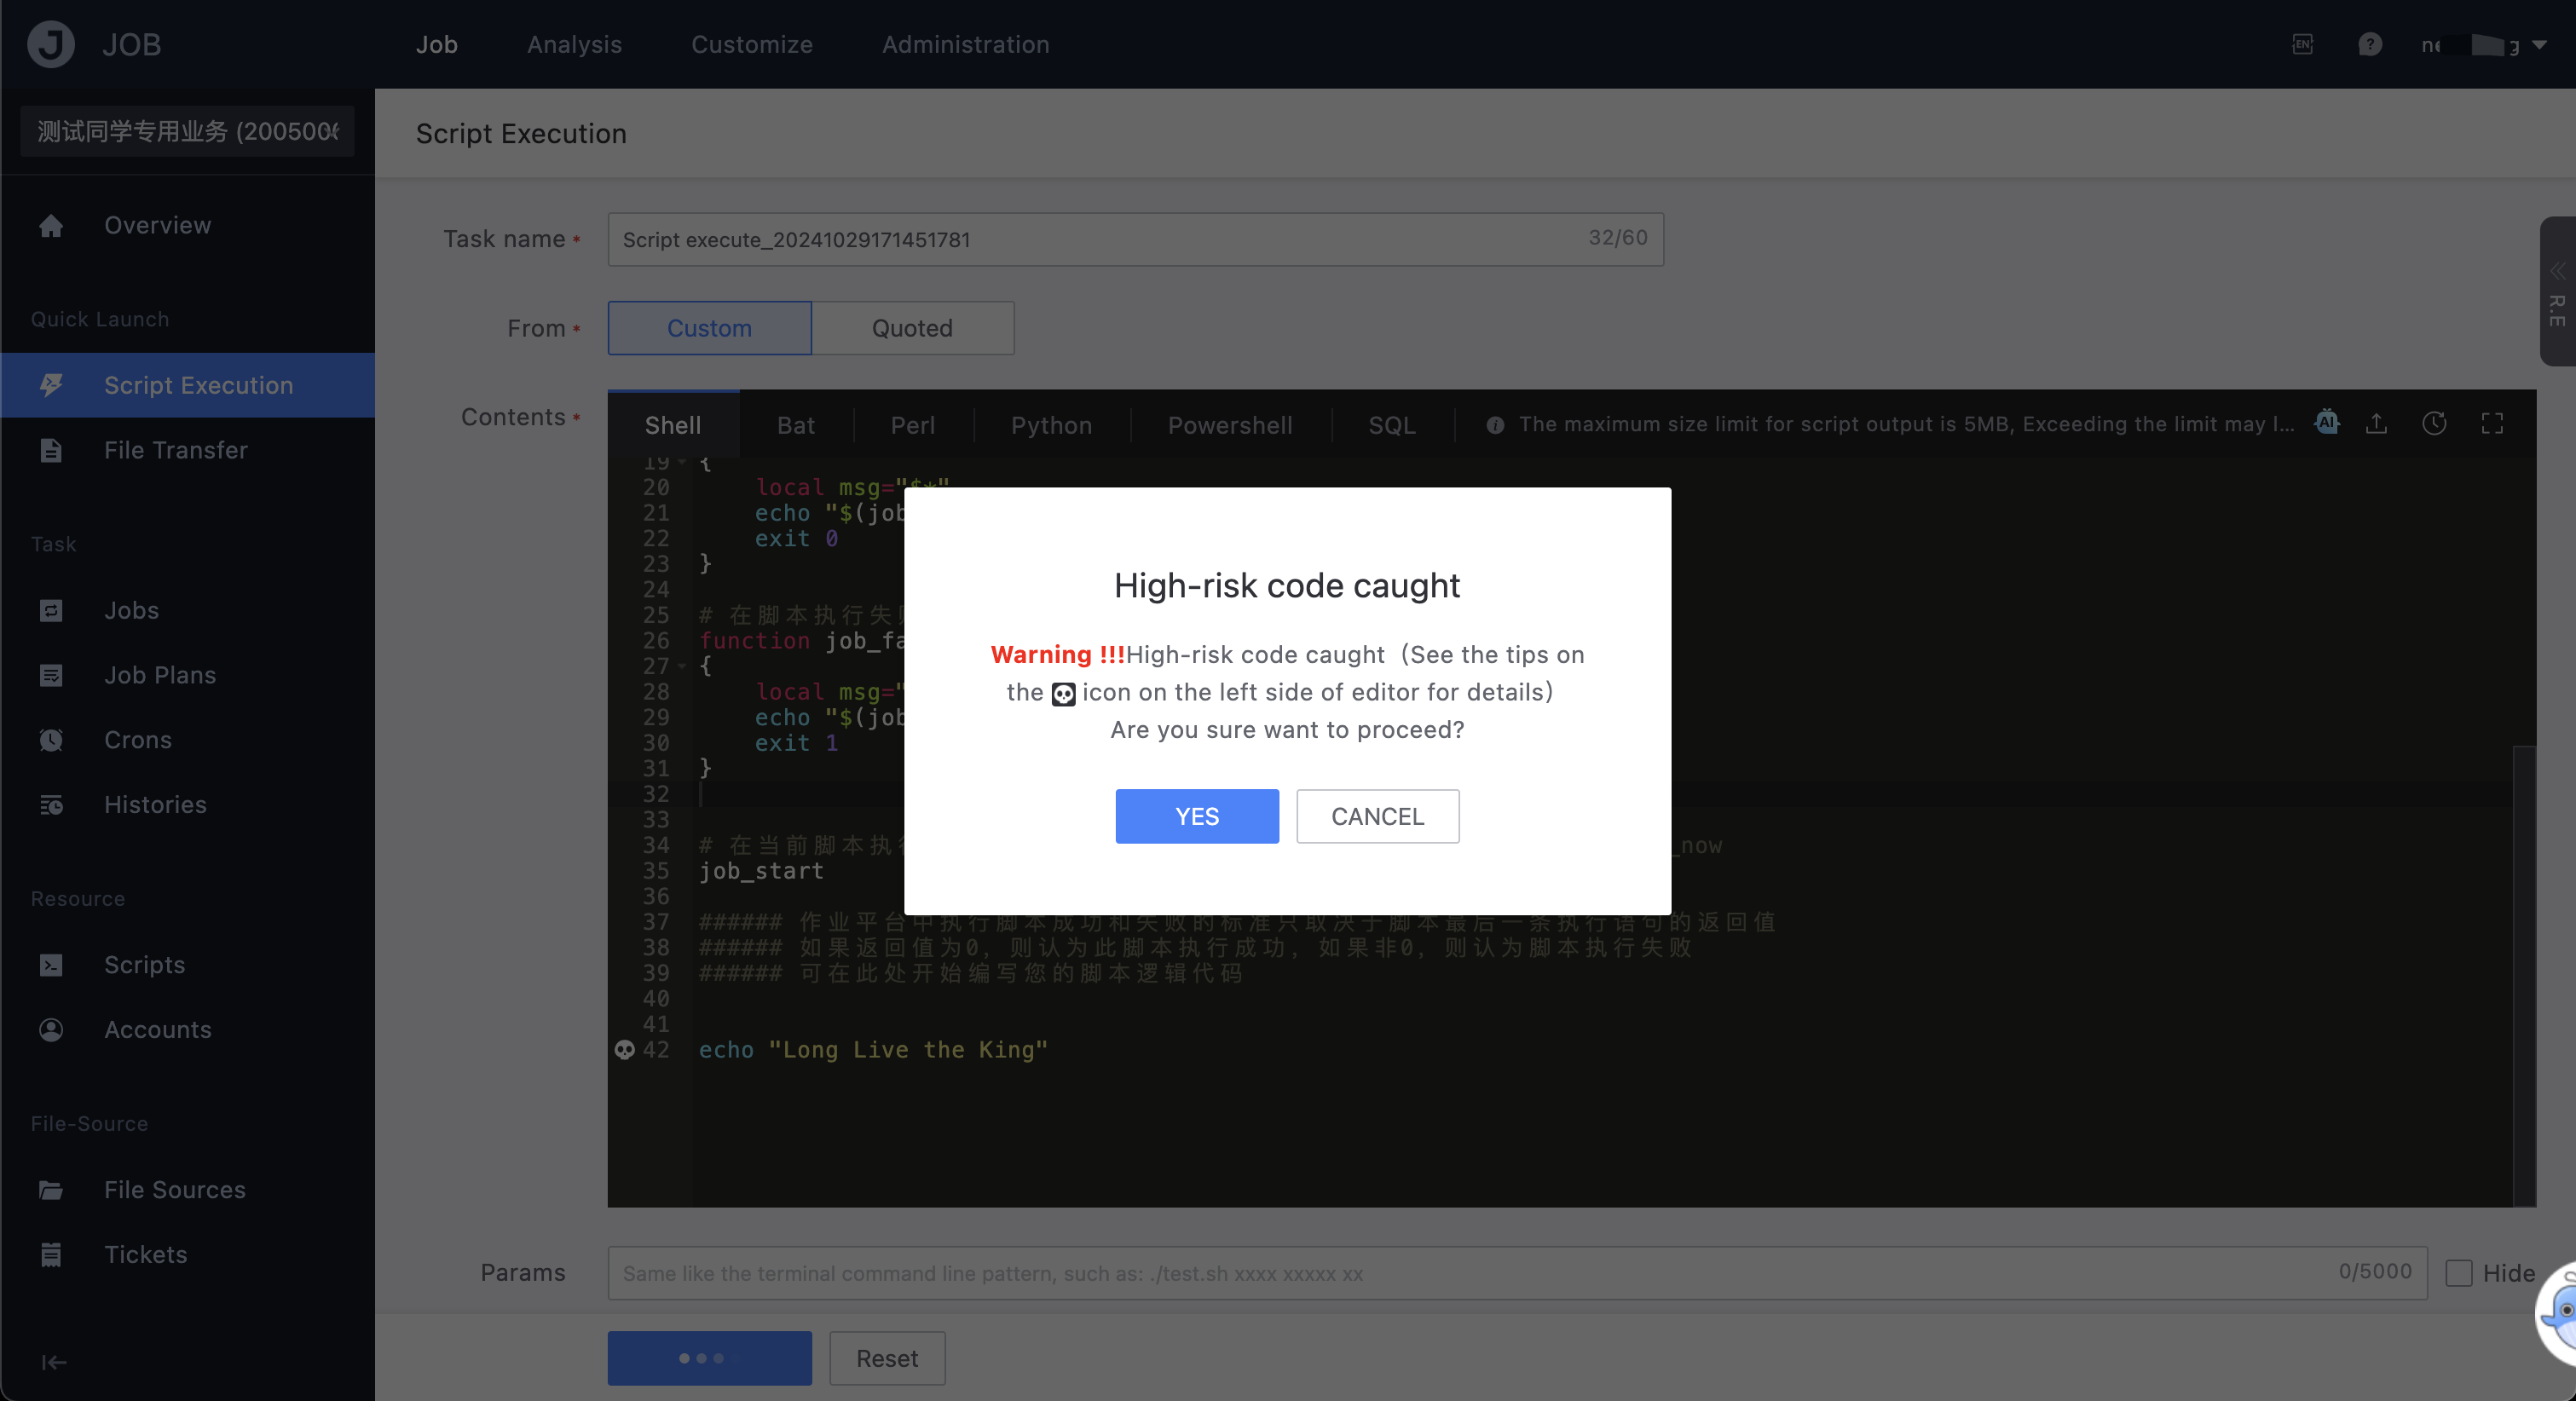 J JOB
Job Analysis Customize Administration
EN
?
测试同学专用业务 (200500
Overview
Quick Launch
Script Execution
File Transfer
Task
Jobs
Job Plans
Crons
Histories
Resource
Scripts
Accounts
File-Source
File Sources
Tickets
Script Execution
Task name * Script execute_20241029171451781 32/60
From * Custom Quoted
Contents *
Shell Bat Perl Python Powershell SQL The maximum size limit for script output is 5MB, Exceeding the limit may l... AI
19 {
20 local msg="$*"
21 echo "$(job
22 exit 0
23 }
24
25 # 在脚本执行失
26 function job_fa
27 {
28 local msg="
29 echo "$(job
30 exit 1
31 }
32
33
34 # 在当前脚本执 _now
35 job_start
36
37 ###### 作业平台中执行脚本成功和失败的标准只取决于脚本最后一条执行语句的返回值
38 ###### 如果返回值为0, 则认为此脚本执行成功, 如果非0, 则认为脚本执行失败
39 ###### 可在此处开始编写您的脚本逻辑代码
40
41
42 echo "Long Live the King"
High-risk code caught
Warning !!!High-risk code caught（See the tips on
the icon on the left side of editor for details）
Are you sure want to proceed?
YES CANCEL
Params Same like the terminal command line pattern, such as: ./test.sh xxxx xxxxx xx 0/5000 Hide
Reset
R.E